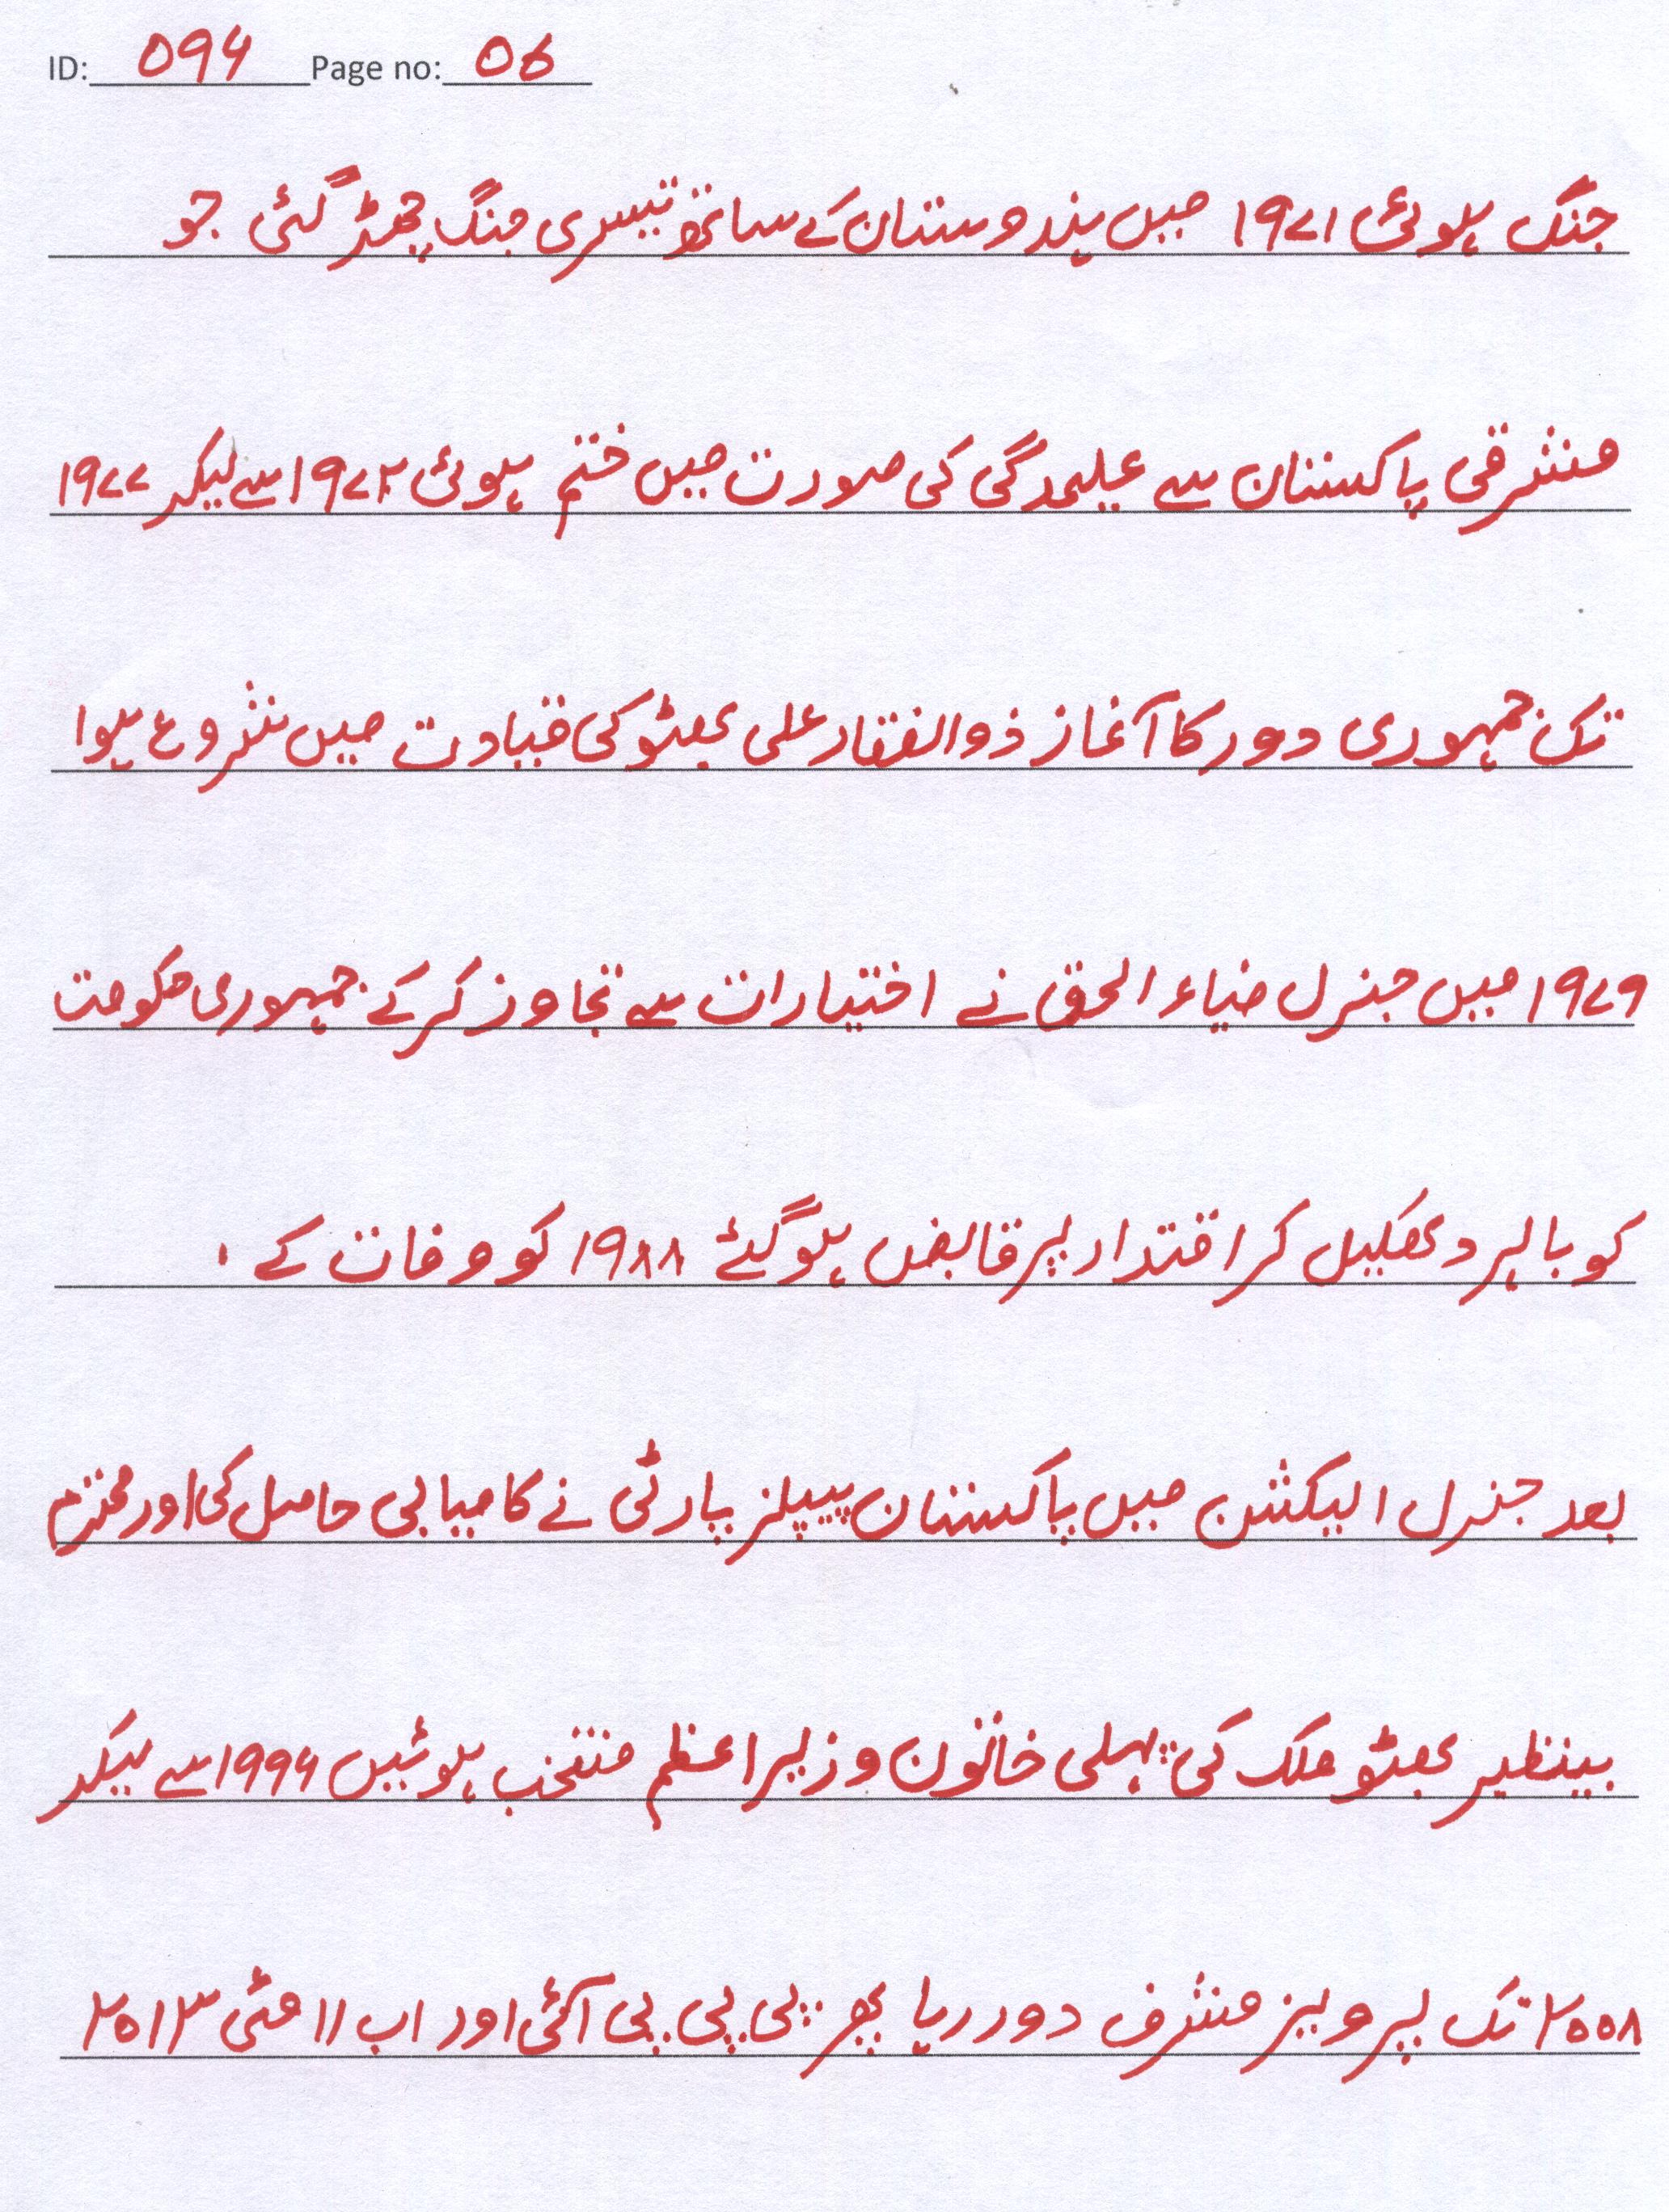 ID: 094 Page no: 06
جنگ ہوئی ۱۹۷۱ میں ہندوستان کے ساتھ تیسری جنگ چھڑ گئی جو
مشرقی پاکستان سے علیحدگی کی صورت میں ختم ہوئی ۱۹۷۲ سے لیکر ۱۹۷۷
تک جمہوری دور کا آغاز ذوالفقار علی بھٹو کی قیادت میں شروع ہوا
۱۹۷۹ میں جنرل ضیاء الحق نے اختیارات سے تجاوز کر کے جمہوری حکومت
کو باہر دھکیل کر اقتدار پر قابض ہو گئے ۱۹۸۸ کو وفات کے
بعد جنرل الیکشن میں پاکستان پیپلز پارٹی نے کامیابی حاصل کی اور محترم
بینظیر بھٹو ملک کی پہلی خاتون وزیر اعظم منتخب ہوئیں ۱۹۹۶ سے لیکر
۲۰۰۸ تک پرویز مشرف دور رہا پھر پی پی پی آئی اور اب ۱۱ مئی ۲۰۱۳